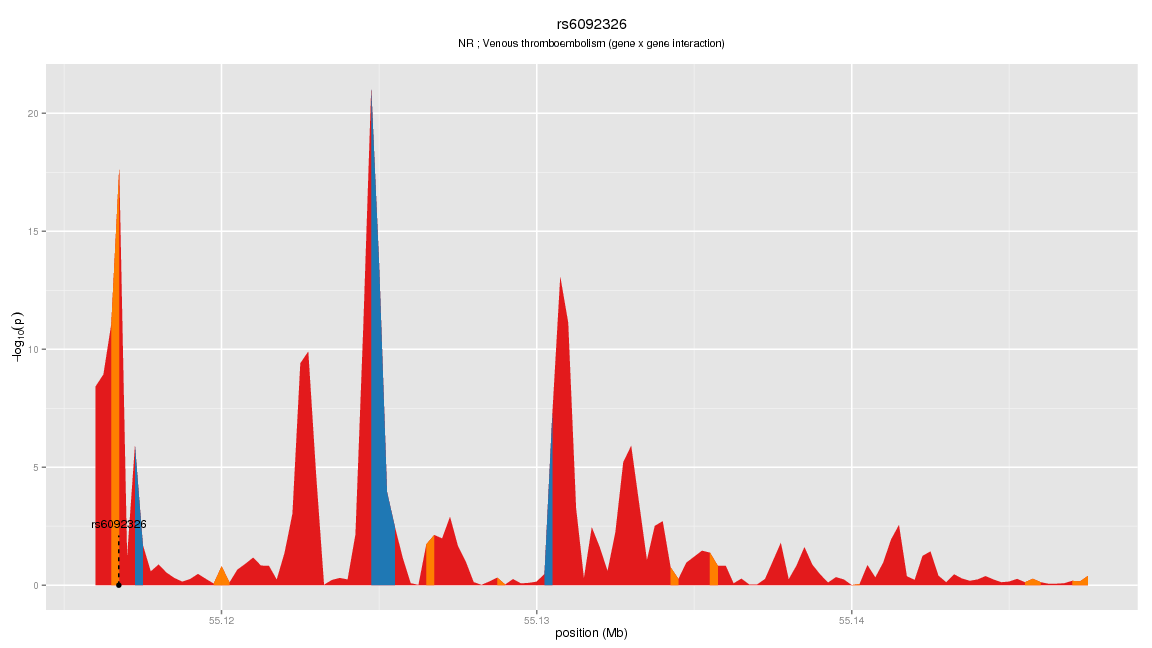 rs6092326
NR ; Venous thromboembolism (gene x gene interaction)
20
15
10
5
0
−log10(p)
rs6092326
55.12
55.13
55.14
position (Mb)